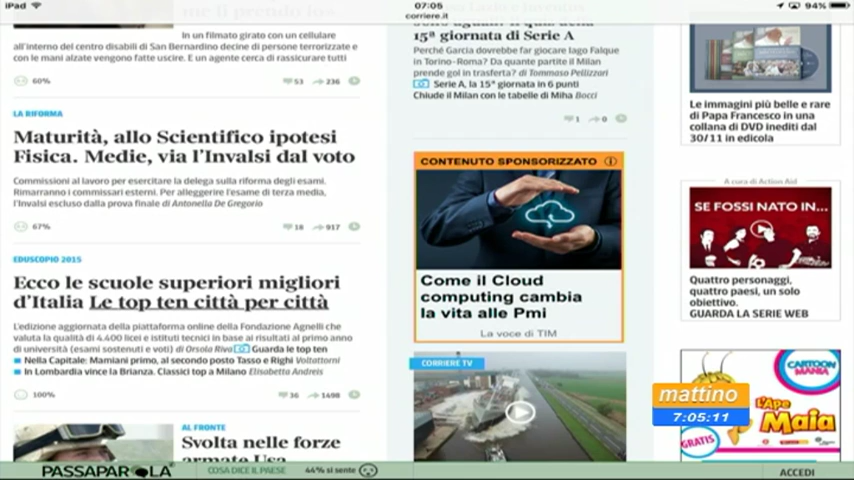 iPad
07:05
94%
corriere.it
In un filmato girato con un cellulare
all'interno del centro disabili di San Bernardino decine di persone terrorizzate e
con le mani alzate vengono fatte uscire. E un agente cerca di rassicurare tutti
60%
53
236
LA RIFORMA
Maturità, allo Scientifico ipotesi
Fisica. Medie, via l'Invalsi dal voto
Commissioni al lavoro per esercitare la delega sulla riforma degli esami.
Rimarranno i commissari esterni. Per alleggerire l'esame di terza media,
l'Invalsi escluso dalla prova finale di Antonella De Gregorio
67%
18
917
EDUSCOPIO 2015
Ecco le scuole superiori migliori
d'Italia Le top ten città per città
L'edizione aggiornata della piattaforma online della Fondazione Agnelli che
valuta la qualità di 4.400 licei e istituti tecnici in base ai risultati al primo anno
di università (esami sostenuti e voti) di Orsola Riva Guarda le top ten
Nella Capitale: Mamiani primo, al secondo posto Tasso e Righi Voltattorni
In Lombardia vince la Brianza. Classici top a Milano Elisabetta Andreis
100%
36
1498
AL FRONTE
Svolta nelle forze
armate Usa
15ª giornata di Serie A
Perché Garcia dovrebbe far giocare Iago Falque
in Torino-Roma? Da quante partite il Milan
prende gol in trasferta? di Tommaso Pellizzari
Serie A, la 15ª giornata in 6 punti
Chiude il Milan con le tabelle di Miha Bocci
1
0
CONTENUTO SPONSORIZZATO
Come il Cloud
computing cambia
la vita alle Pmi
La voce di TIM
CORRIERE TV
Le immagini più belle e rare
di Papa Francesco in una
collana di DVD inediti dal
30/11 in edicola
A cura di Action Aid
SE FOSSI NATO IN...
Quattro personaggi,
quattro paesi, un solo
obiettivo.
GUARDA LA SERIE WEB
CARTOON
MANIA
L'Ape
Maia
GRATIS
mattino
7:05:11
PASSAPAROLA
COSA DICE IL PAESE
44% si sente
ACCEDI